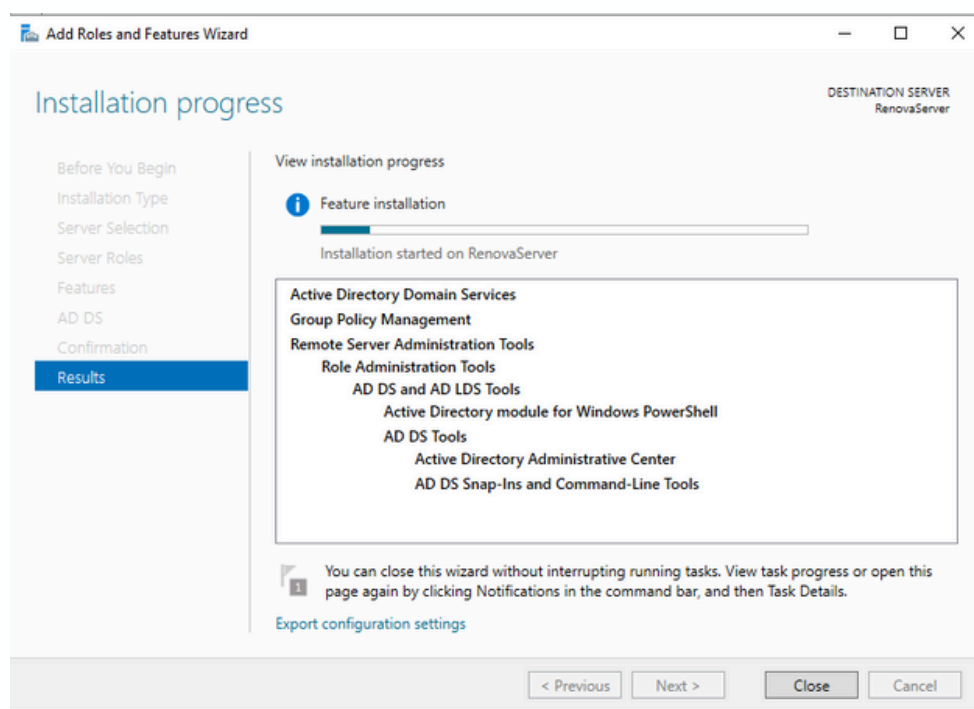 Add Roles and Features Wizard
Installation progress
DESTINATION SERVER
RenovaServer
Before You Begin
Installation Type
Server Selection
Server Roles
Features
AD DS
Confirmation
Results
View installation progress
Feature installation
Installation started on RenovaServer
Active Directory Domain Services
Group Policy Management
Remote Server Administration Tools
Role Administration Tools
AD DS and AD LDS Tools
Active Directory module for Windows PowerShell
AD DS Tools
Active Directory Administrative Center
AD DS Snap-Ins and Command-Line Tools
1
You can close this wizard without interrupting running tasks. View task progress or open this
page again by clicking Notifications in the command bar, and then Task Details.
Export configuration settings
< Previous
Next >
Close
Cancel